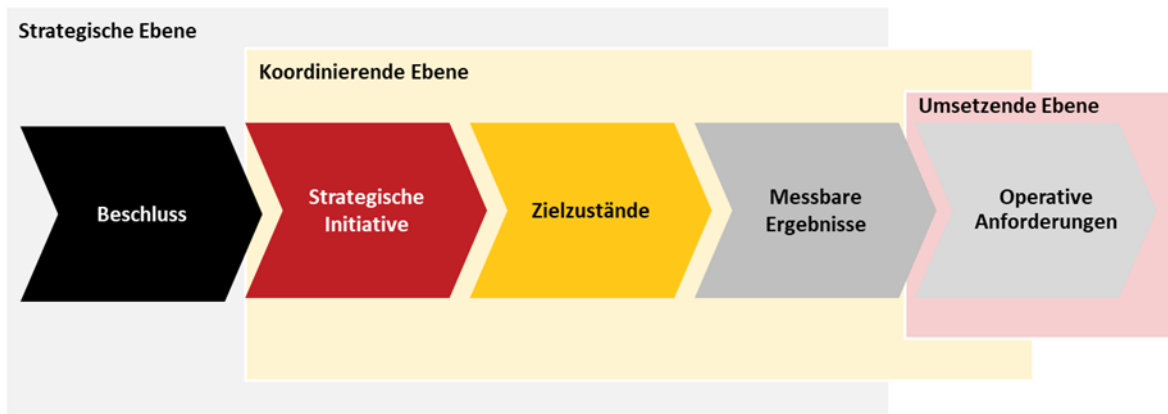 Strategische Ebene
Koordinierende Ebene
Umsetzende Ebene
Beschluss
Strategische
Initiative
Zielzustände
Messbare
Ergebnisse
Operative
Anforderungen